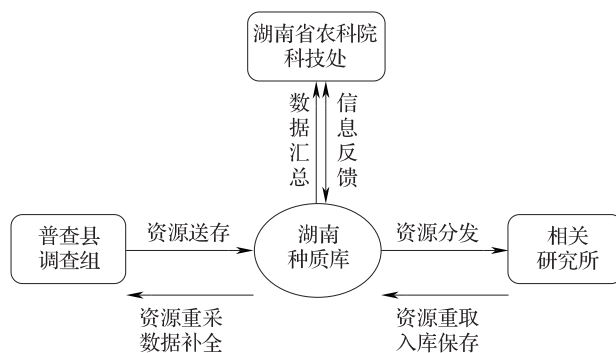 湖南省农科院
科技处
数据汇总
信息反馈
普查县
调查组
资源送存
湖南
种质库
资源分发
相关
研究所
资源重采
数据补全
资源重取
入库保存